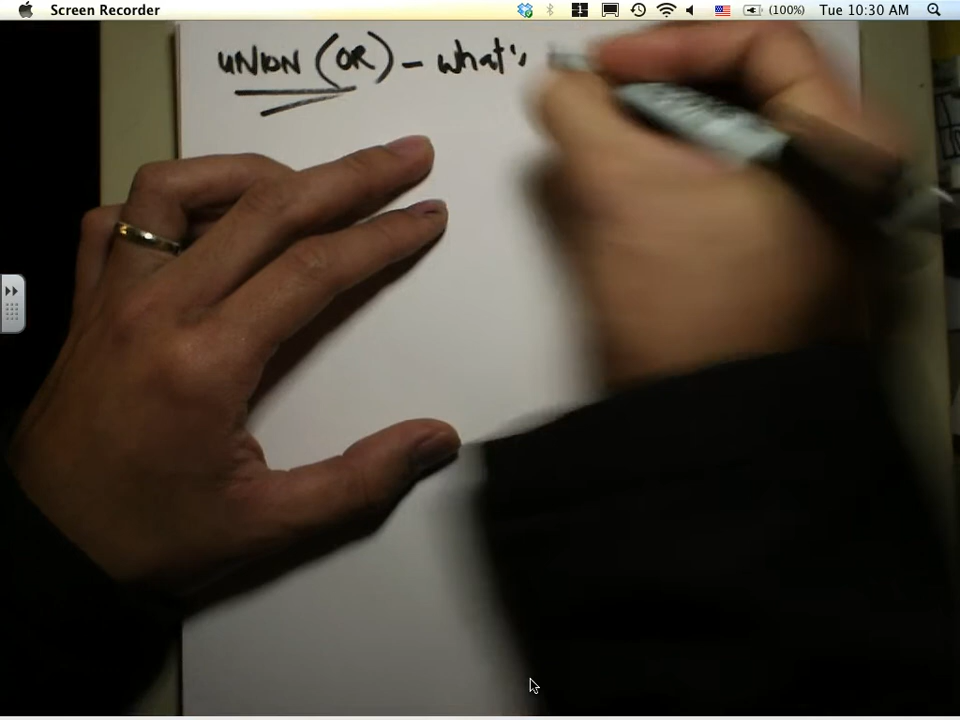 Screen Recorder
(100%)
Tue 10:30 AM
UNION (OR) - what's